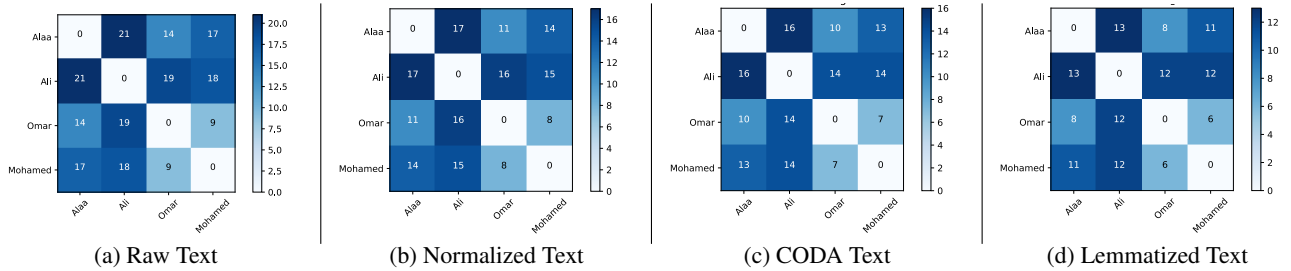 Alaa 0 21 14 17
Ali 21 0 19 18
Omar 14 19 0 9
Mohamed 17 18 9 0
Alaa Ali Omar Mohamed
20.0
17.5
15.0
12.5
10.0
7.5
5.0
2.5
0.0
(a) Raw Text
Alaa 0 17 11 14
Ali 17 0 16 15
Omar 11 16 0 8
Mohamed 14 15 8 0
Alaa Ali Omar Mohamed
16
14
12
10
8
6
4
2
0
(b) Normalized Text
Alaa 0 16 10 13
Ali 16 0 14 14
Omar 10 14 0 7
Mohamed 13 14 7 0
Alaa Ali Omar Mohamed
16
14
12
10
8
6
4
2
0
(c) CODA Text
Alaa 0 13 8 11
Ali 13 0 12 12
Omar 8 12 0 6
Mohamed 11 12 6 0
Alaa Ali Omar Mohamed
12
10
8
6
4
2
0
(d) Lemmatized Text